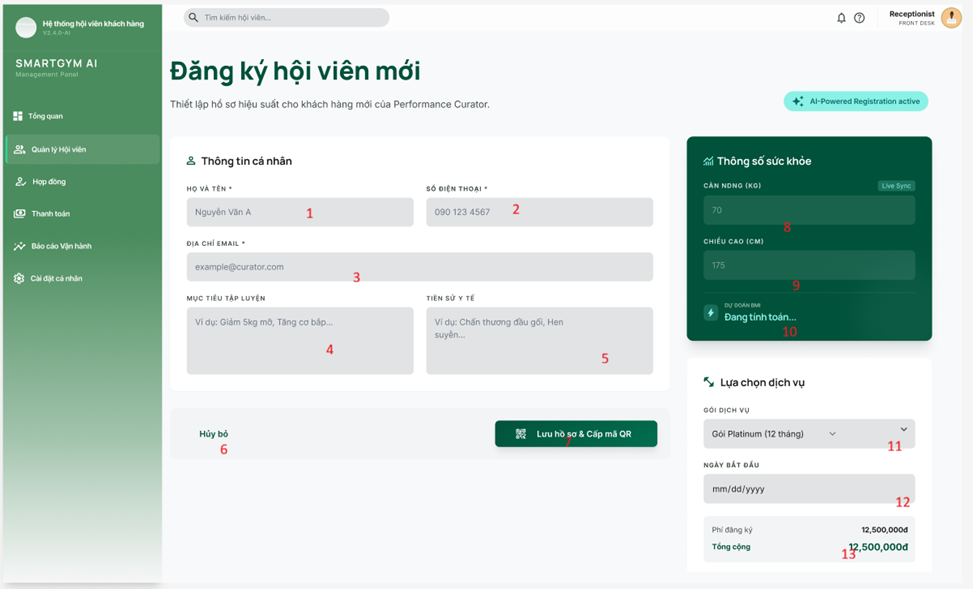 Hệ thống hội viên khách hàng
V2.4.0-AI
SMARTGYM AI
Management Panel
Tổng quan
Quản lý Hội viên
Hợp đồng
Thanh toán
Báo cáo Vận hành
Cài đặt cá nhân
Tìm kiếm hội viên...
Receptionist
FRONT DESK
Đăng ký hội viên mới
Thiết lập hồ sơ hiệu suất cho khách hàng mới của Performance Curator.
AI-Powered Registration active
Thông tin cá nhân
HỌ VÀ TÊN *
SỐ ĐIỆN THOẠI *
Nguyễn Văn A
1
090 123 4567
2
ĐỊA CHỈ EMAIL *
example@curator.com
3
MỤC TIÊU TẬP LUYỆN
TIỀN SỬ Y TẾ
Ví dụ: Giảm 5kg mỡ, Tăng cơ bắp...
4
Ví dụ: Chấn thương đầu gối, Hen
suyễn...
5
Hủy bỏ
6
Lưu hồ sơ & Cấp mã QR
7
Thông số sức khỏe
CÂN NDNG (KG)
Live Sync
70
8
CHIỀU CAO (CM)
175
9
DỰ ĐOÁN BMI
Đang tính toán...
10
Lựa chọn dịch vụ
GÓI DỊCH VỤ
Gói Platinum (12 tháng)
11
NGÀY BẮT ĐẦU
mm/dd/yyyy
12
Phí đăng ký
12,500,000đ
Tổng cộng
12,500,000đ
13